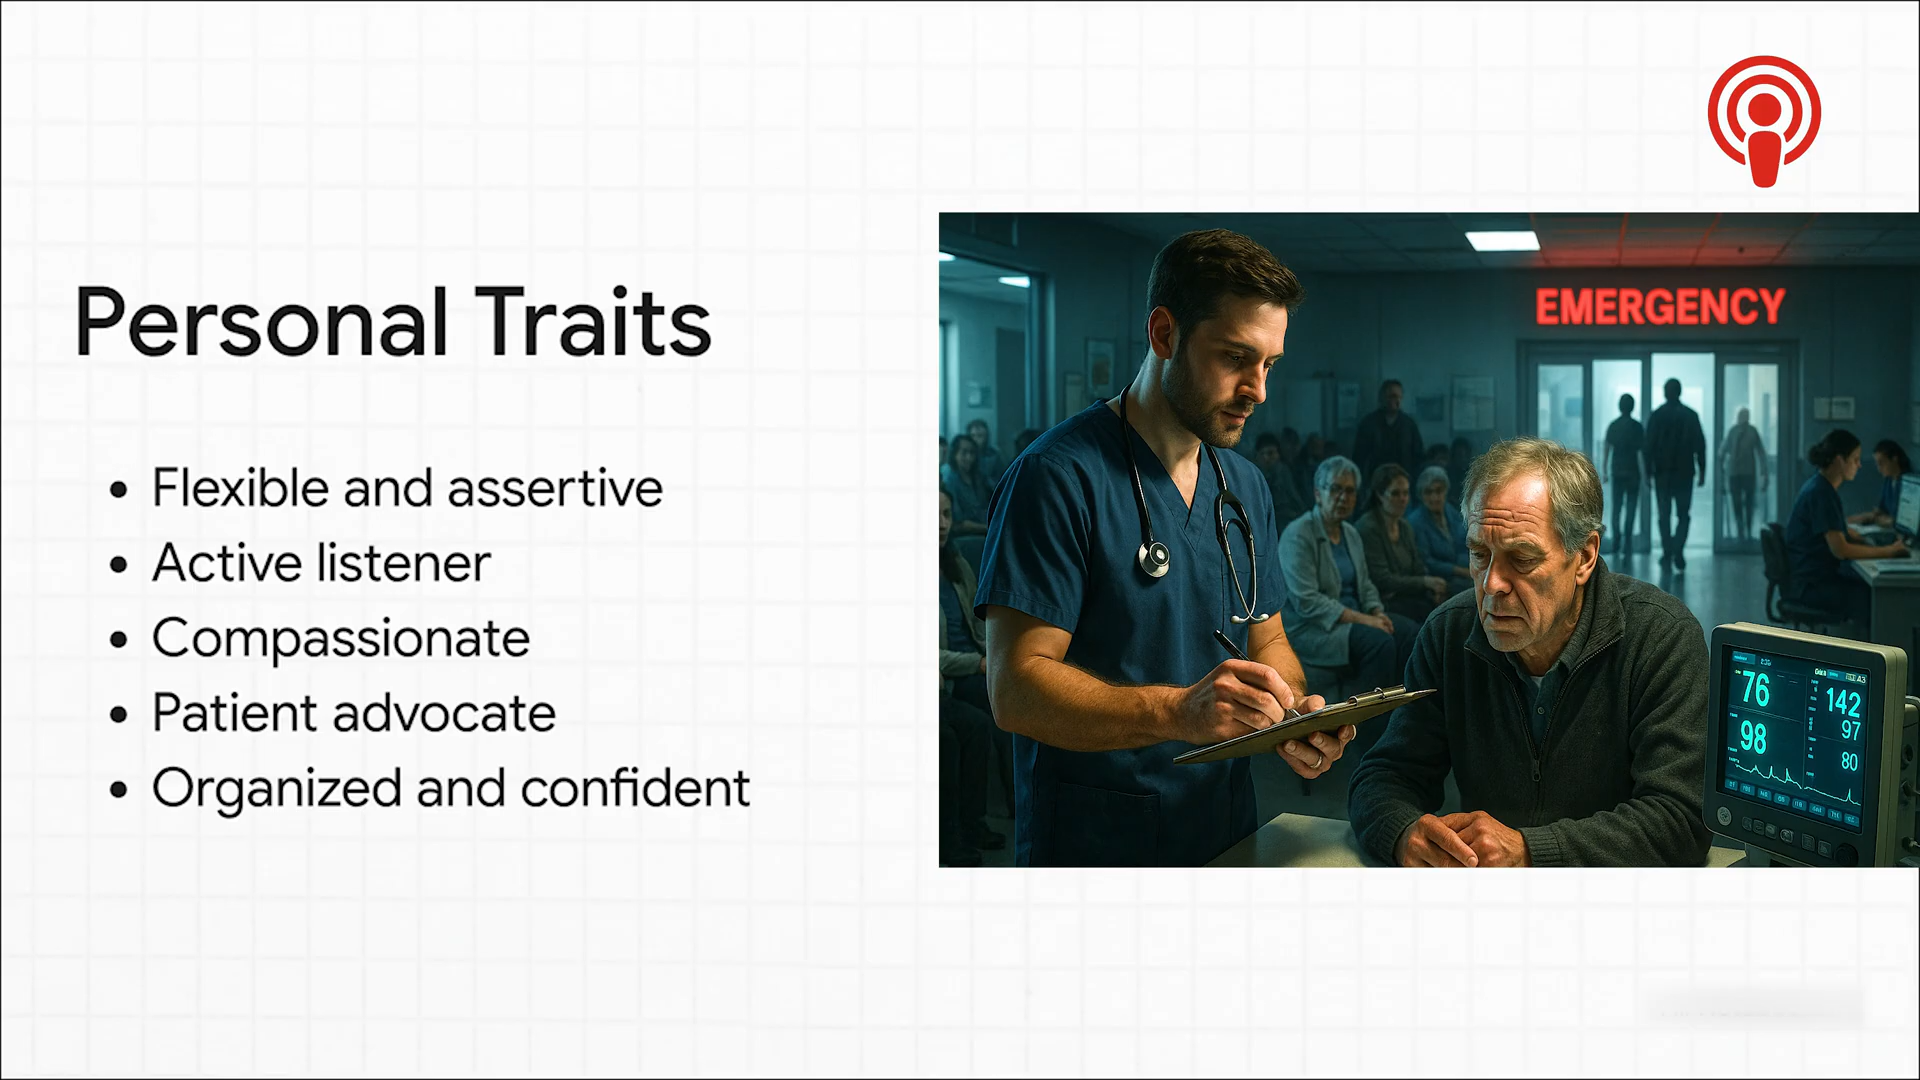 Personal Traits
• Flexible and assertive
• Active listener
• Compassionate
• Patient advocate
• Organized and confident
EMERGENCY
76
142
97
98
80